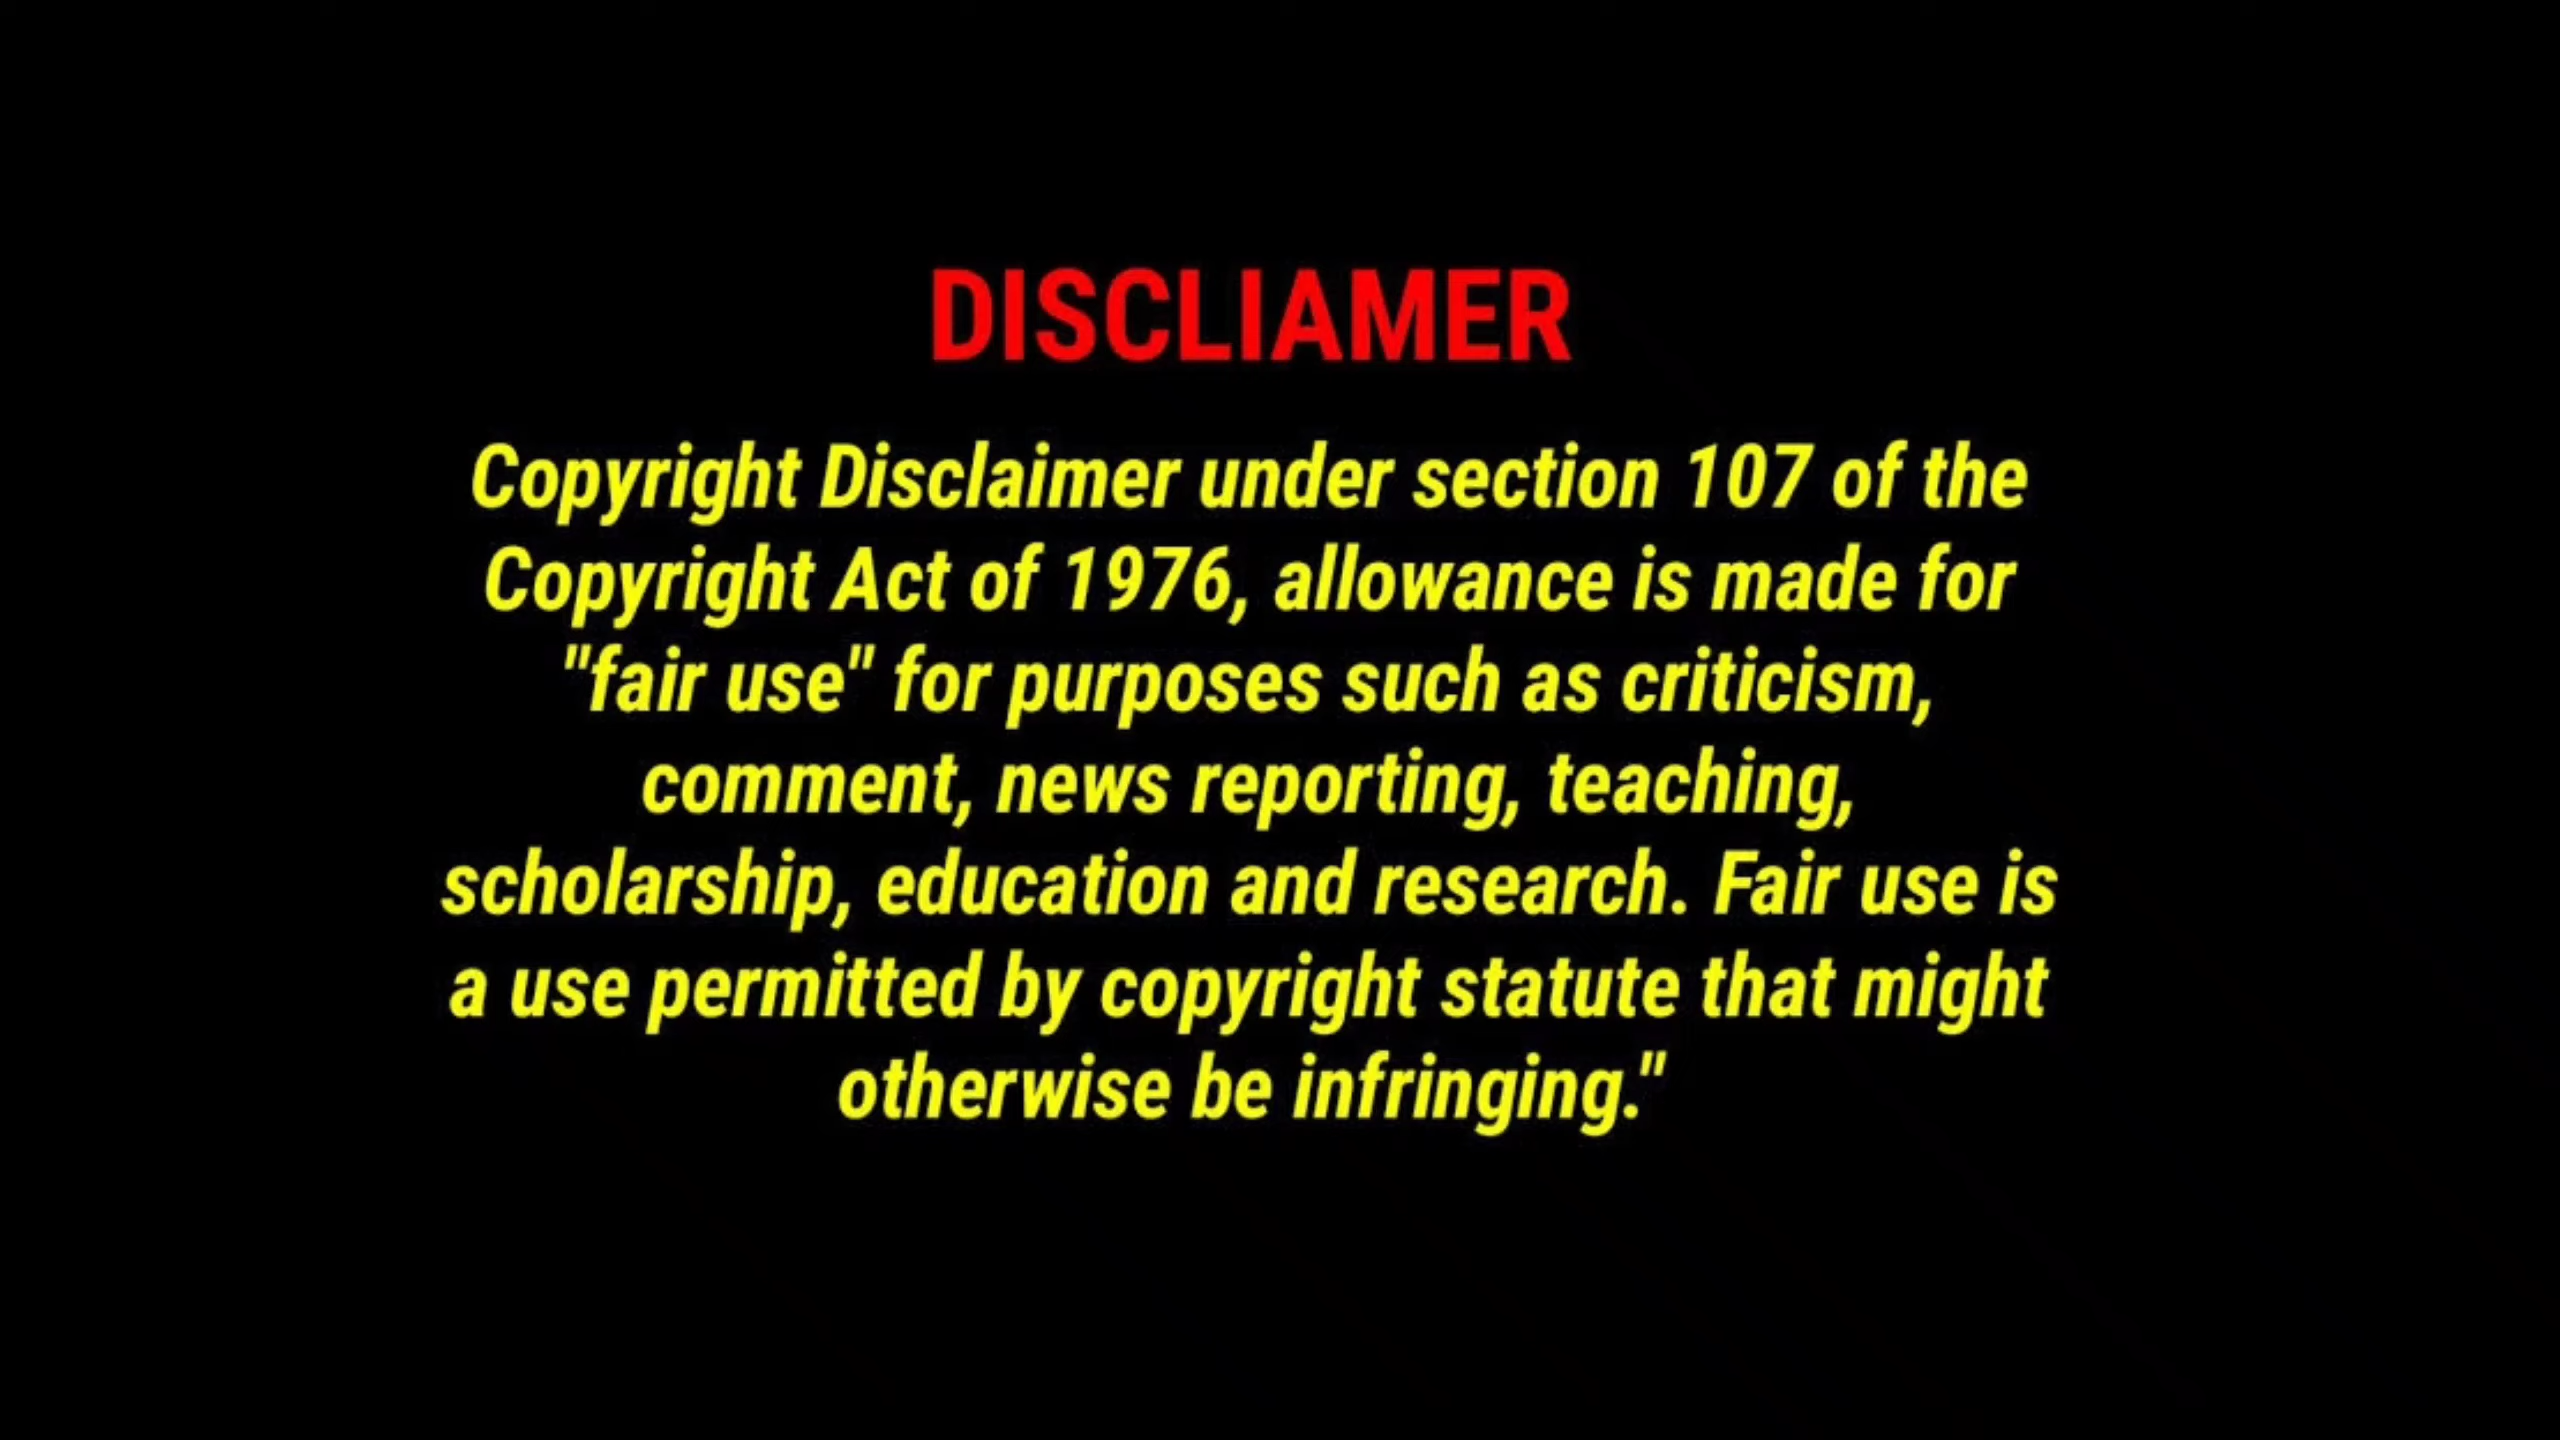 DISCLIAMER
Copyright Disclaimer under section 107 of the
Copyright Act of 1976, allowance is made for
"fair use" for purposes such as criticism,
comment, news reporting, teaching,
scholarship, education and research. Fair use is
a use permitted by copyright statute that might
otherwise be infringing."